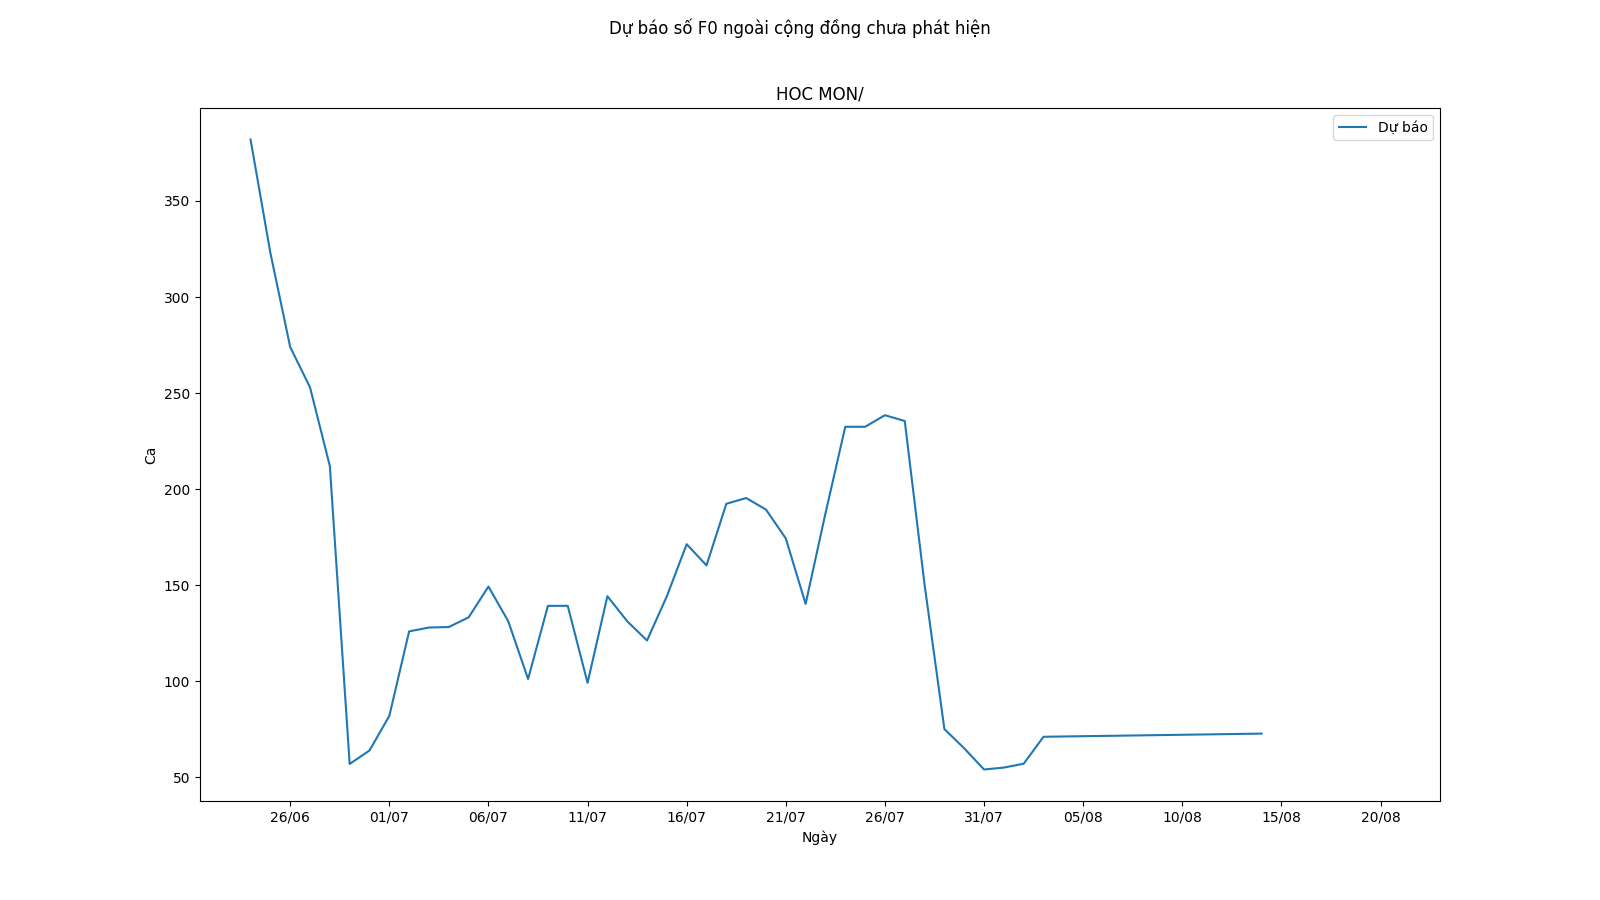 Dự báo số F0 ngoài cộng đồng chưa phát hiện
HOC MON/
Dự báo
350
300
250
200
150
100
50
Ca
26/06 01/07 06/07 11/07 16/07 21/07 26/07 31/07 05/08 10/08 15/08 20/08
Ngày